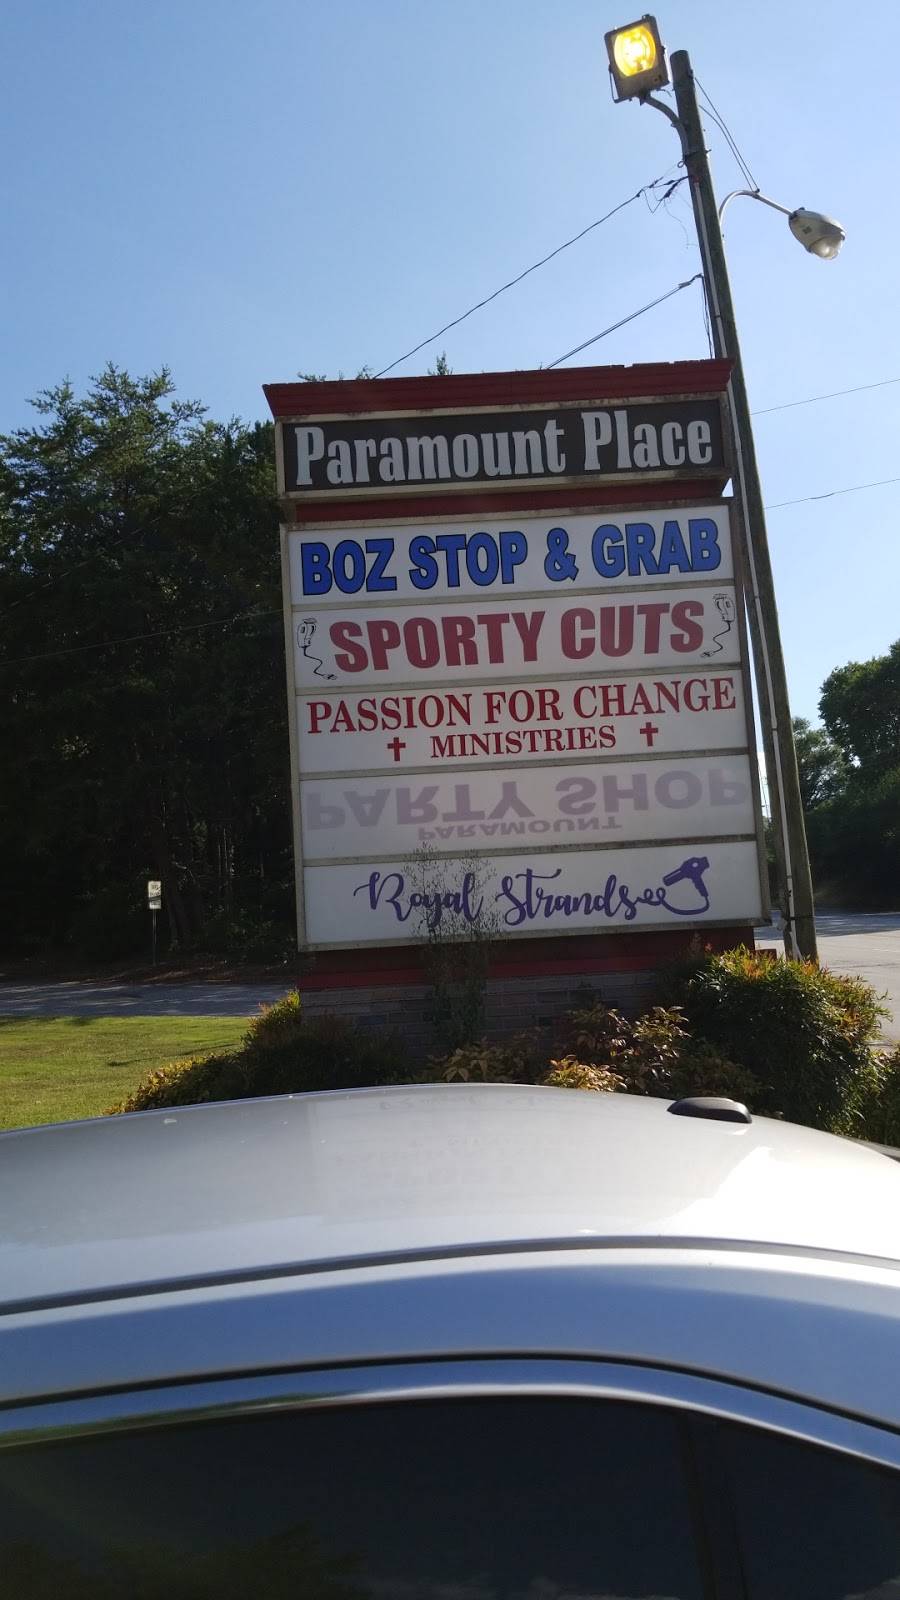 Paramount Place
BOZ STOP & GRAB
SPORTY CUTS
PASSION FOR CHANGE
MINISTRIES
PARTY SHOP
PARAMOUNT
Royal Strands